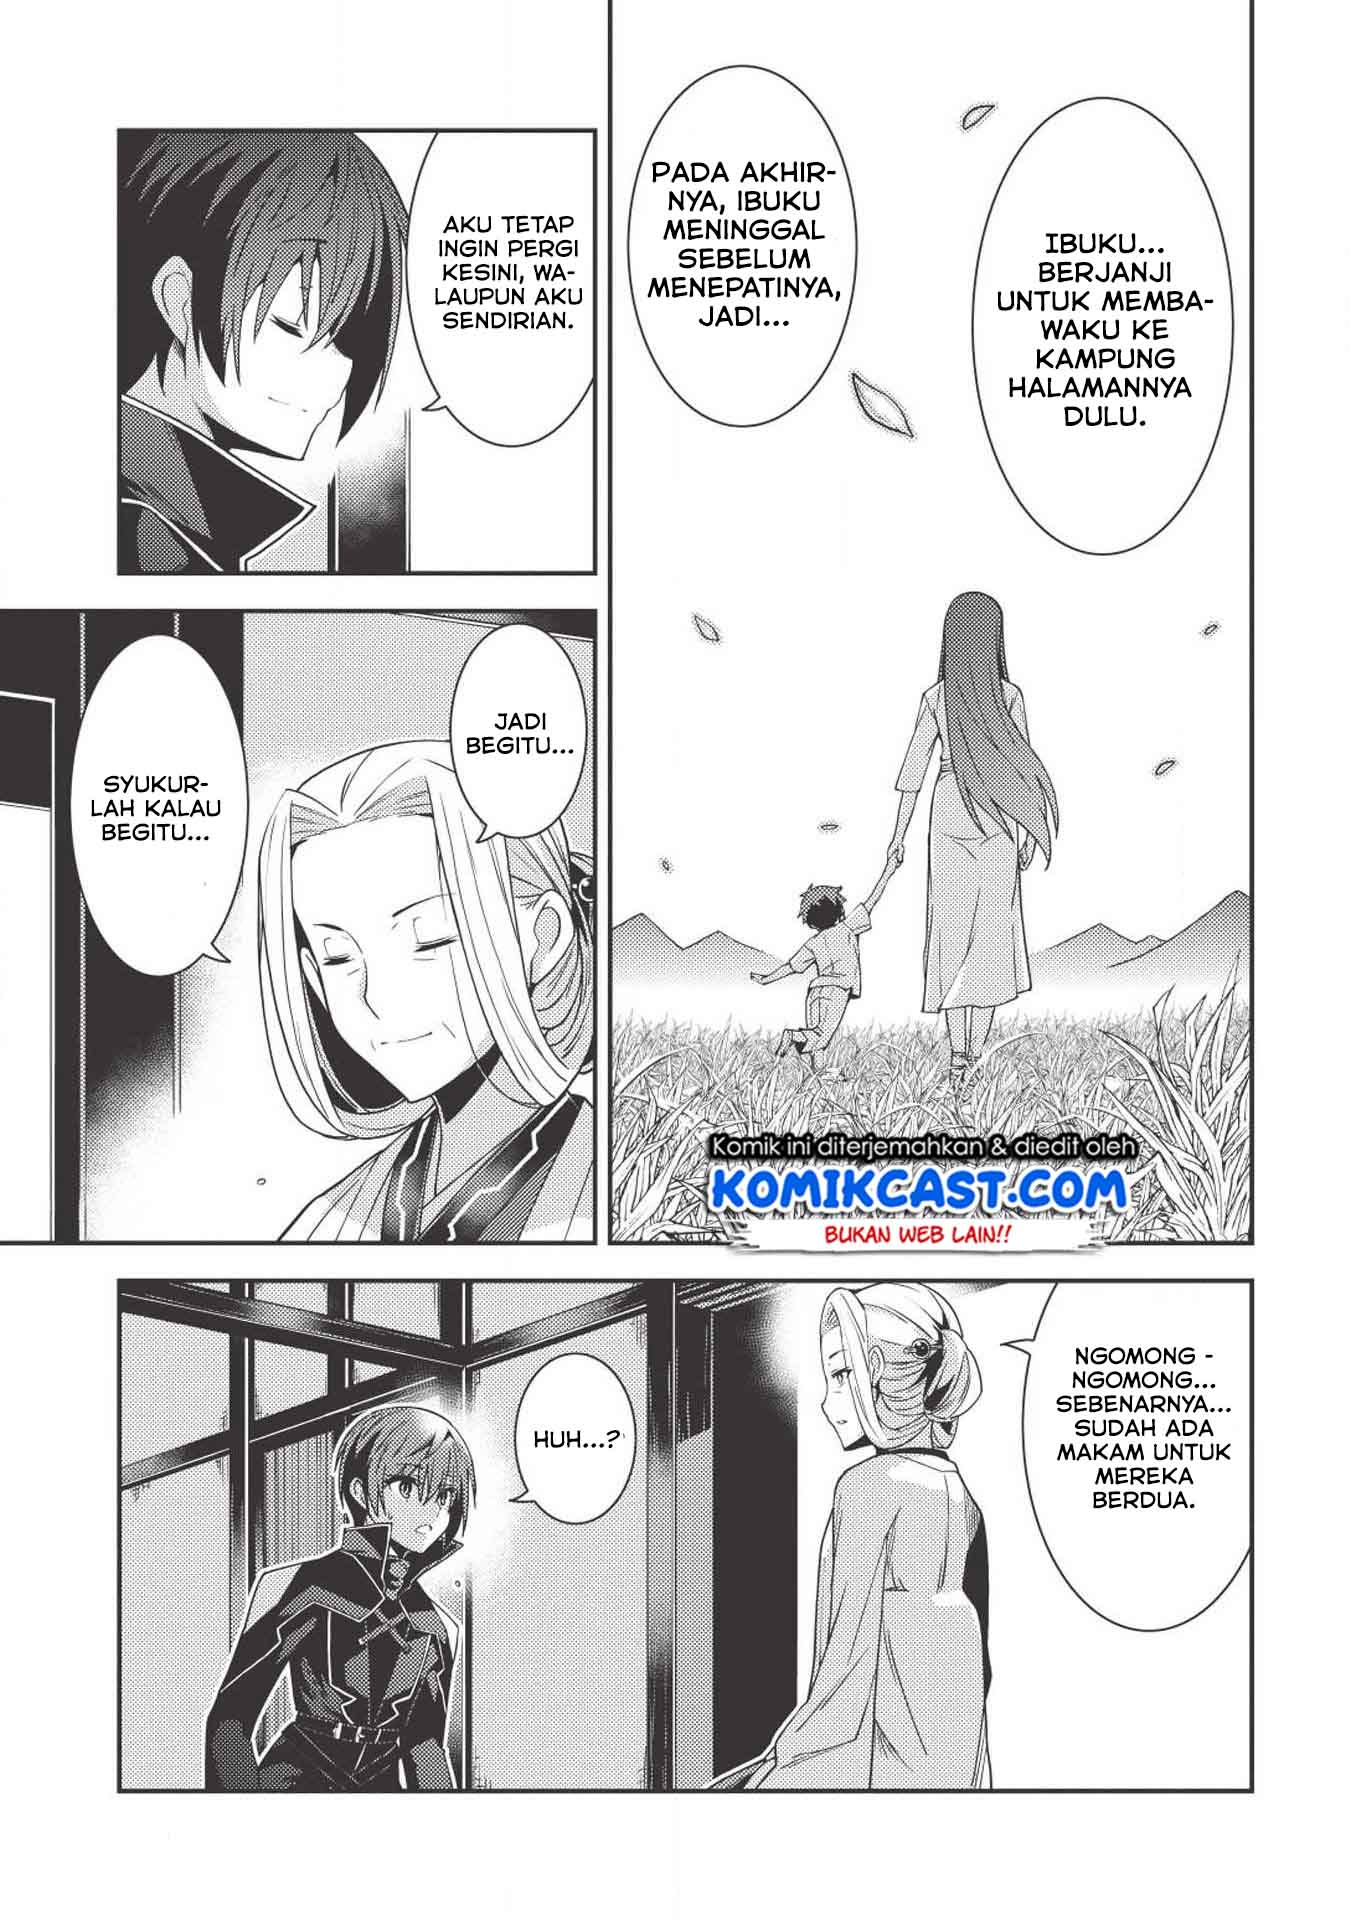 IBUKU...
BERJANJI
UNTUK MEMBA-
WAKU KE
KAMPUNG
HALAMANNYA
DULU.
PADA AKHIR-
NYA, IBUKU
MENINGGAL
SEBELUM
MENEPATINYA,
JADI...
AKU TETAP
INGIN PERGI
KESINI, WA-
LAUPUN AKU
SENDIRIAN.
JADI
BEGITU...
SYUKUR-
LAH KALAU
BEGITU...
Komik ini diterjemahkan & diedit oleh
KOMIKCAST.COM
BUKAN WEB LAIN!!
NGOMONG -
NGOMONG...
SEBENARNYA...
SUDAH ADA
MAKAM UNTUK
MEREKA
BERDUA.
HUH...?